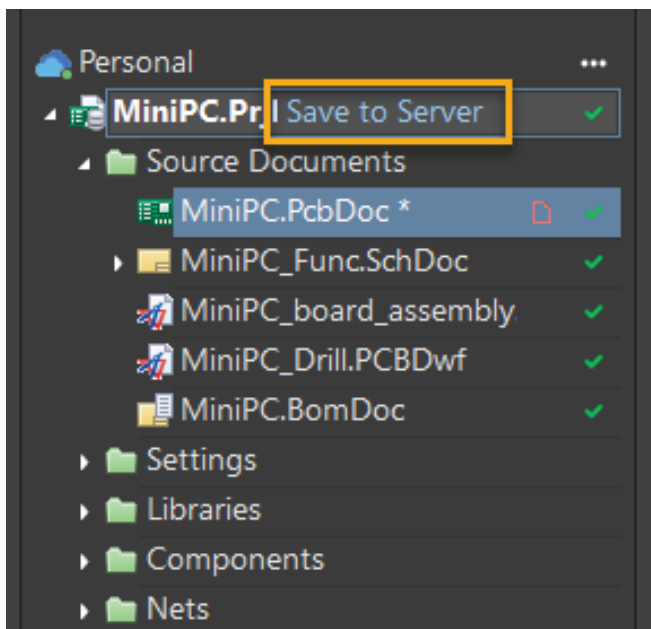 Personal
MiniPC.Prj Save to Server
Source Documents
MiniPC.PcbDoc *
MiniPC_Func.SchDoc
MiniPC_board_assembly
MiniPC_Drill.PCBDwf
MiniPC.BomDoc
Settings
Libraries
Components
Nets